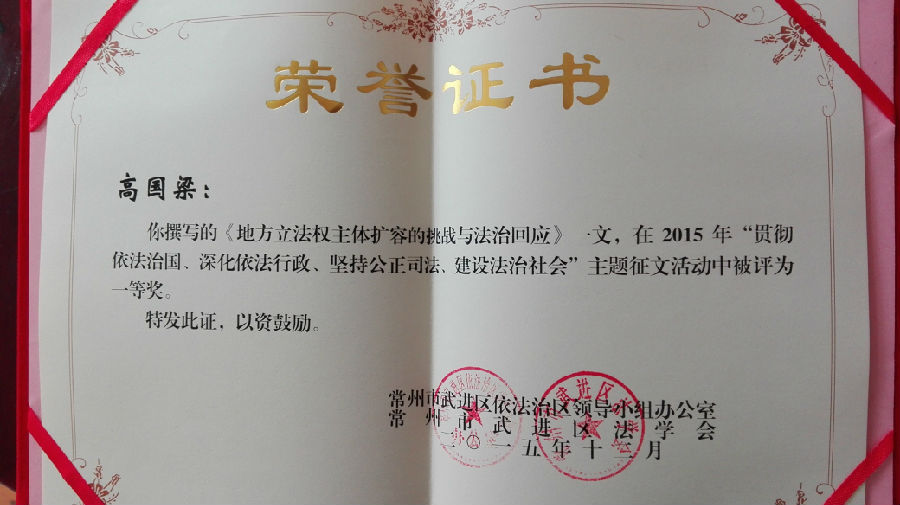 荣誉证书
高国梁：
你撰写的《地方立法权主体扩容的挑战与法治回应》一文，在 2015 年“贯彻
依法治国、深化依法行政、坚持公正司法、建设法治社会”主题征文活动中被评为
一等奖。
特发此证，以资鼓励。
常州市武进区依法治区领导小组办公室
常州市武进区法学会
二〇一五年十二月